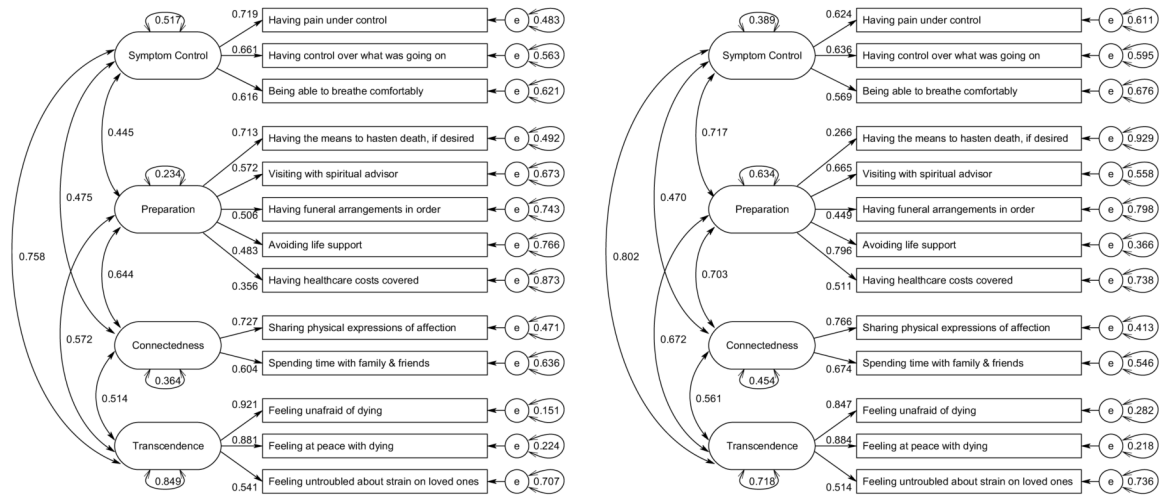 0.517
Symptom Control
0.719
Having pain under control
e
0.483
0.661
Having control over what was going on
e
0.563
0.616
Being able to breathe comfortably
e
0.621
0.445
0.475
0.758
0.234
Preparation
0.713
Having the means to hasten death, if desired
e
0.492
0.572
Visiting with spiritual advisor
e
0.673
0.506
Having funeral arrangements in order
e
0.743
0.483
Avoiding life support
e
0.766
0.356
Having healthcare costs covered
e
0.873
0.644
0.572
Connectedness
0.364
0.727
Sharing physical expressions of affection
e
0.471
0.604
Spending time with family & friends
e
0.636
0.514
Transcendence
0.849
0.921
Feeling unafraid of dying
e
0.151
0.881
Feeling at peace with dying
e
0.224
0.541
Feeling untroubled about strain on loved ones
e
0.707
0.389
Symptom Control
0.624
Having pain under control
e
0.611
0.636
Having control over what was going on
e
0.595
0.569
Being able to breathe comfortably
e
0.676
0.717
0.470
0.802
0.634
Preparation
0.266
Having the means to hasten death, if desired
e
0.929
0.665
Visiting with spiritual advisor
e
0.558
0.449
Having funeral arrangements in order
e
0.798
0.796
Avoiding life support
e
0.366
0.511
Having healthcare costs covered
e
0.738
0.703
0.672
Connectedness
0.454
0.766
Sharing physical expressions of affection
e
0.413
0.674
Spending time with family & friends
e
0.546
0.561
Transcendence
0.718
0.847
Feeling unafraid of dying
e
0.282
0.884
Feeling at peace with dying
e
0.218
0.514
Feeling untroubled about strain on loved ones
e
0.736